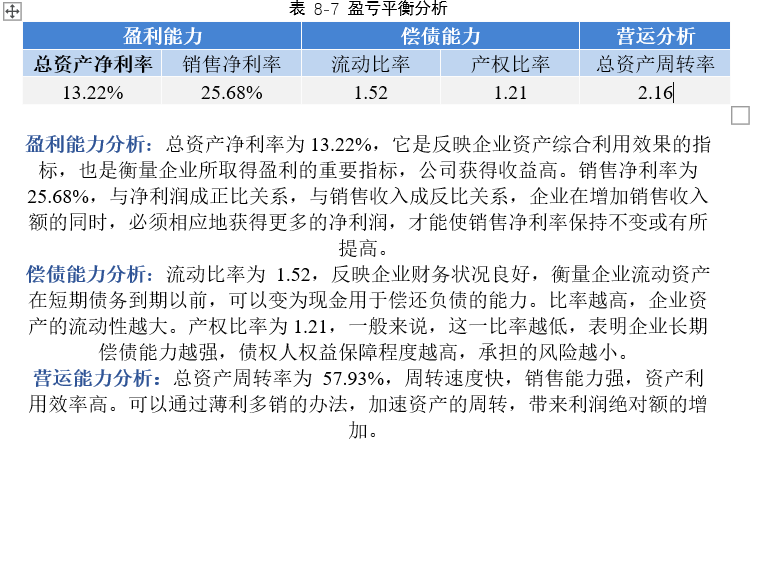 表 8-7 盈亏平衡分析
盈利能力 偿债能力 营运分析
总资产净利率 销售净利率 流动比率 产权比率 总资产周转率
13.22% 25.68% 1.52 1.21 2.16
盈利能力分析：总资产净利率为 13.22%，它是反映企业资产综合利用效果的指
标，也是衡量企业所取得盈利的重要指标，公司获得收益高。销售净利率为
25.68%，与净利润成正比关系，与销售收入成反比关系，企业在增加销售收入
额的同时，必须相应地获得更多的净利润，才能使销售净利率保持不变或有所
提高。
偿债能力分析：流动比率为 1.52，反映企业财务状况良好，衡量企业流动资产
在短期债务到期以前，可以变为现金用于偿还负债的能力。比率越高，企业资
产的流动性越大。产权比率为 1.21，一般来说，这一比率越低，表明企业长期
偿债能力越强，债权人权益保障程度越高，承担的风险越小。
营运能力分析：总资产周转率为 57.93%，周转速度快，销售能力强，资产利
用效率高。可以通过薄利多销的办法，加速资产的周转，带来利润绝对额的增
加。